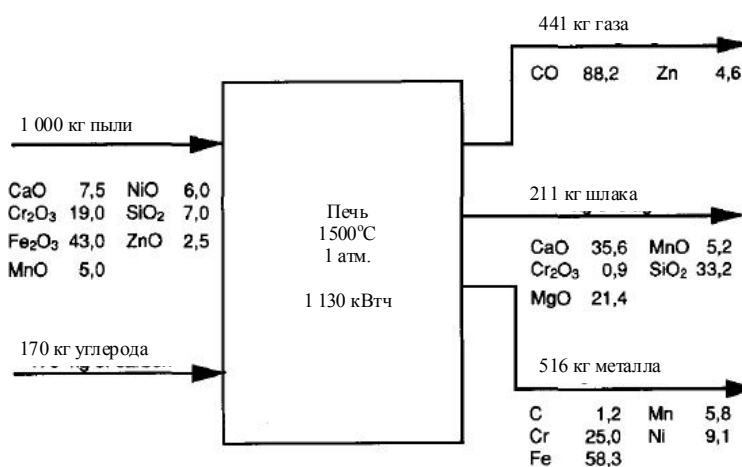 441 кг газа
CO 88,2 Zn 4,6
1 000 кг пыли
CaO 7,5 NiO 6,0
Cr₂O₃ 19,0 SiO₂ 7,0
Fe₂O₃ 43,0 ZnO 2,5
MnO 5,0
Печь
1500°C
1 атм.
1 130 кВтч
211 кг шлака
CaO 35,6 MnO 5,2
Cr₂O₃ 0,9 SiO₂ 33,2
MgO 21,4
170 кг углерода
516 кг металла
C 1,2 Mn 5,8
Cr 25,0 Ni 9,1
Fe 58,3